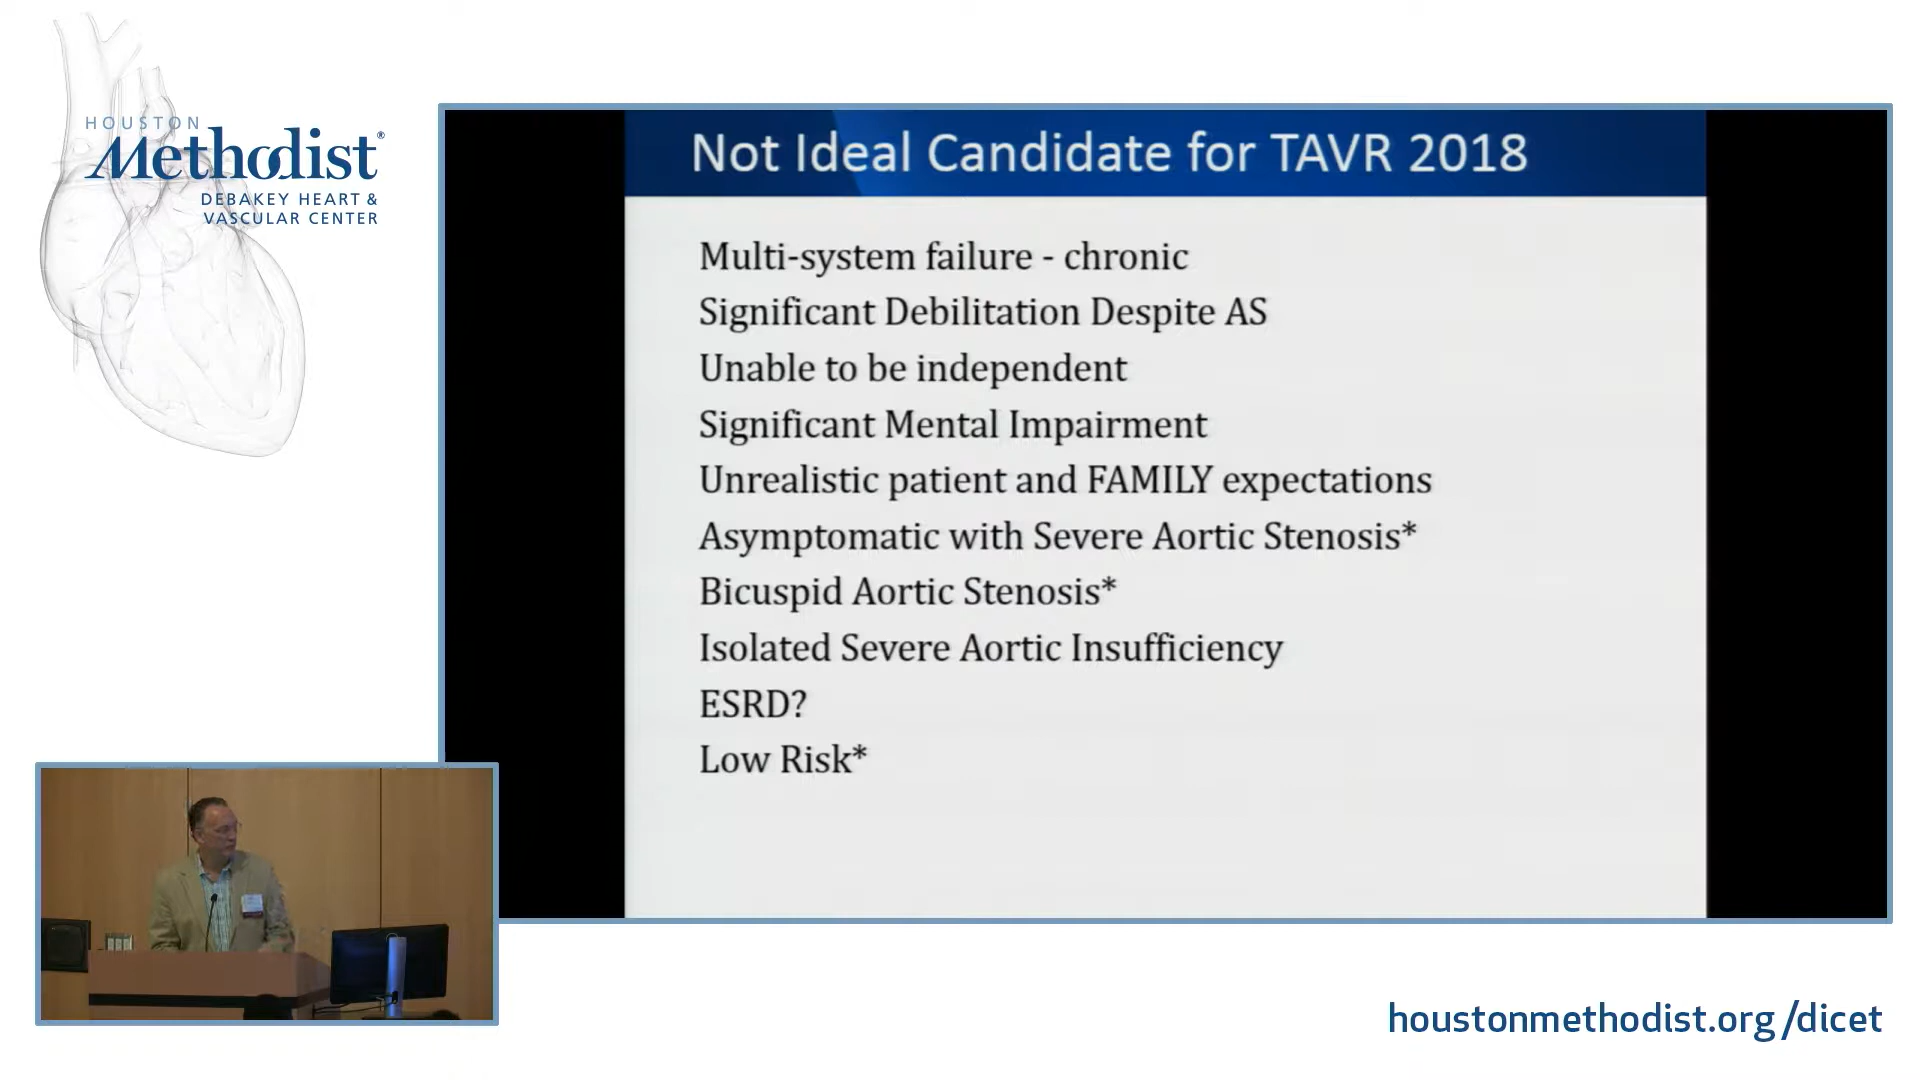 HOUSTON
Methodist®
DEBAKEY HEART &
VASCULAR CENTER
Not Ideal Candidate for TAVR 2018
Multi-system failure - chronic
Significant Debilitation Despite AS
Unable to be independent
Significant Mental Impairment
Unrealistic patient and FAMILY expectations
Asymptomatic with Severe Aortic Stenosis*
Bicuspid Aortic Stenosis*
Isolated Severe Aortic Insufficiency
ESRD?
Low Risk*
houstonmethodist.org/dicet